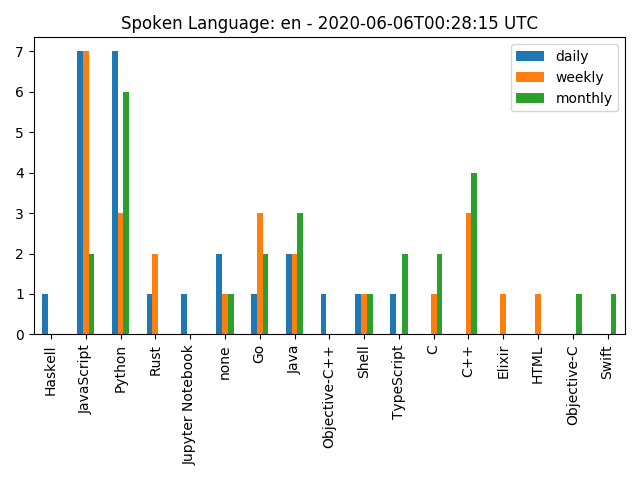 Spoken Language: en - 2020-06-06T00:28:15 UTC
daily
weekly
monthly
7
6
5
4
3
2
1
0
Haskell
JavaScript
Python
Rust
Jupyter Notebook
none
Go
Java
Objective-C++
Shell
TypeScript
C
C++
Elixir
HTML
Objective-C
Swift